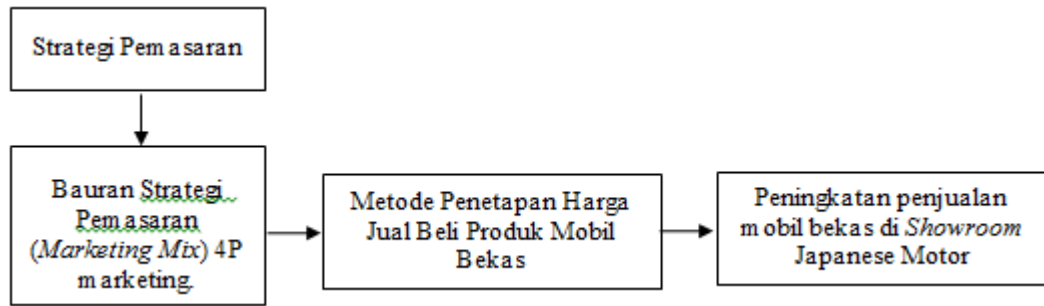 Strategi Pemasaran
Bauran Strategi
Pemasaran
(Marketing Mix) 4P
marketing.
Metode Penetapan Harga
Jual Beli Produk Mobil
Bekas
Peningkatan penjualan
mobil bekas di Showroom
Japanese Motor